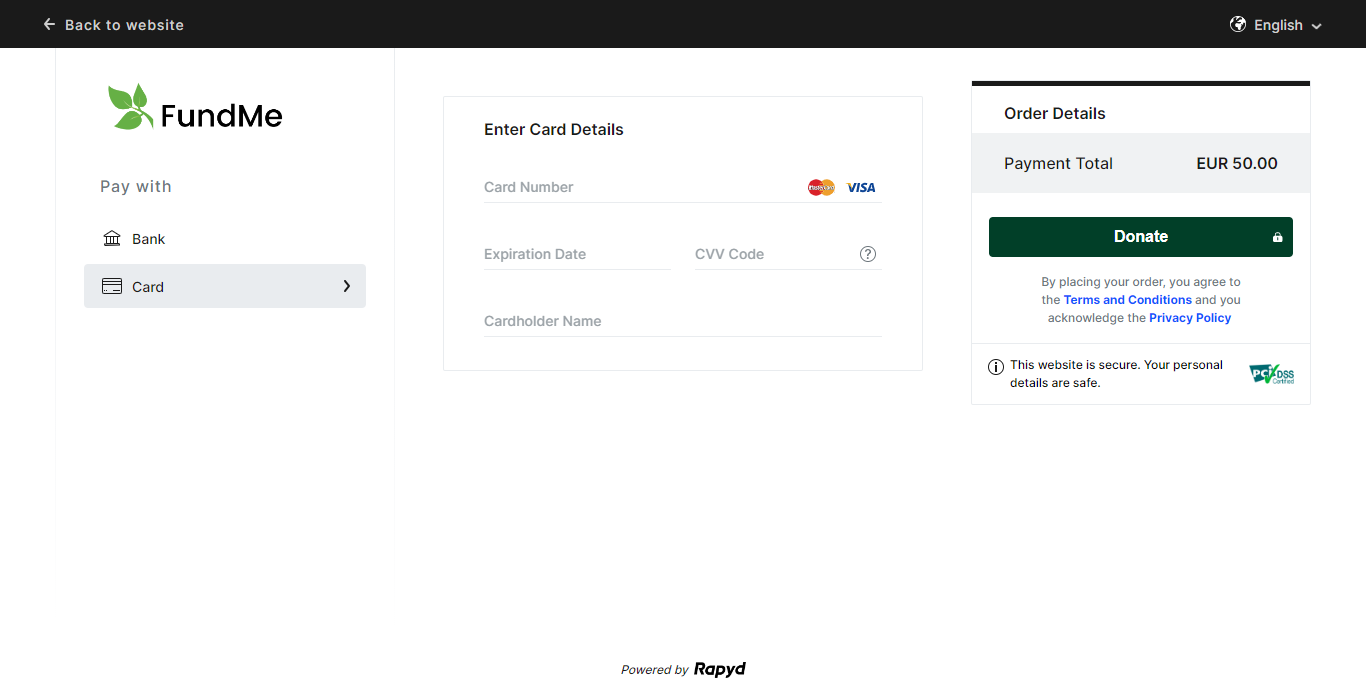 Back to website
English
FundMe
Pay with
Bank
Card
Enter Card Details
Card Number
MasterCard
VISA
Expiration Date
CVV Code
?
Cardholder Name
Order Details
Payment Total
EUR 50.00
Donate
By placing your order, you agree to
the Terms and Conditions and you
acknowledge the Privacy Policy
This website is secure. Your personal
details are safe.
PCI DSS
Certified
Powered by Rapyd